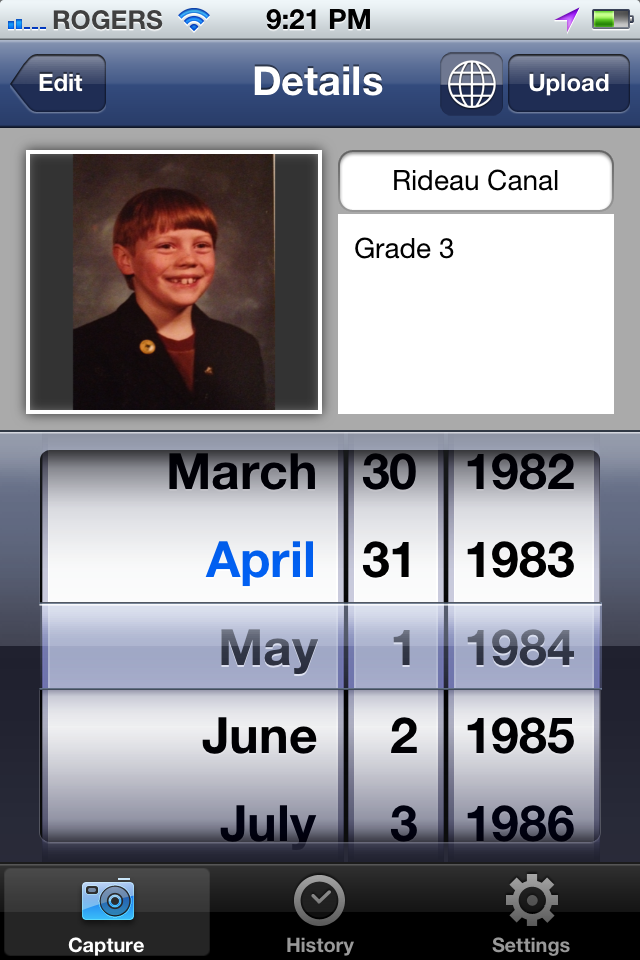 ROGERS 9:21 PM
Edit Details Upload
Rideau Canal
Grade 3
March 30 1982
April 31 1983
May 1 1984
June 2 1985
July 3 1986
Capture History Settings